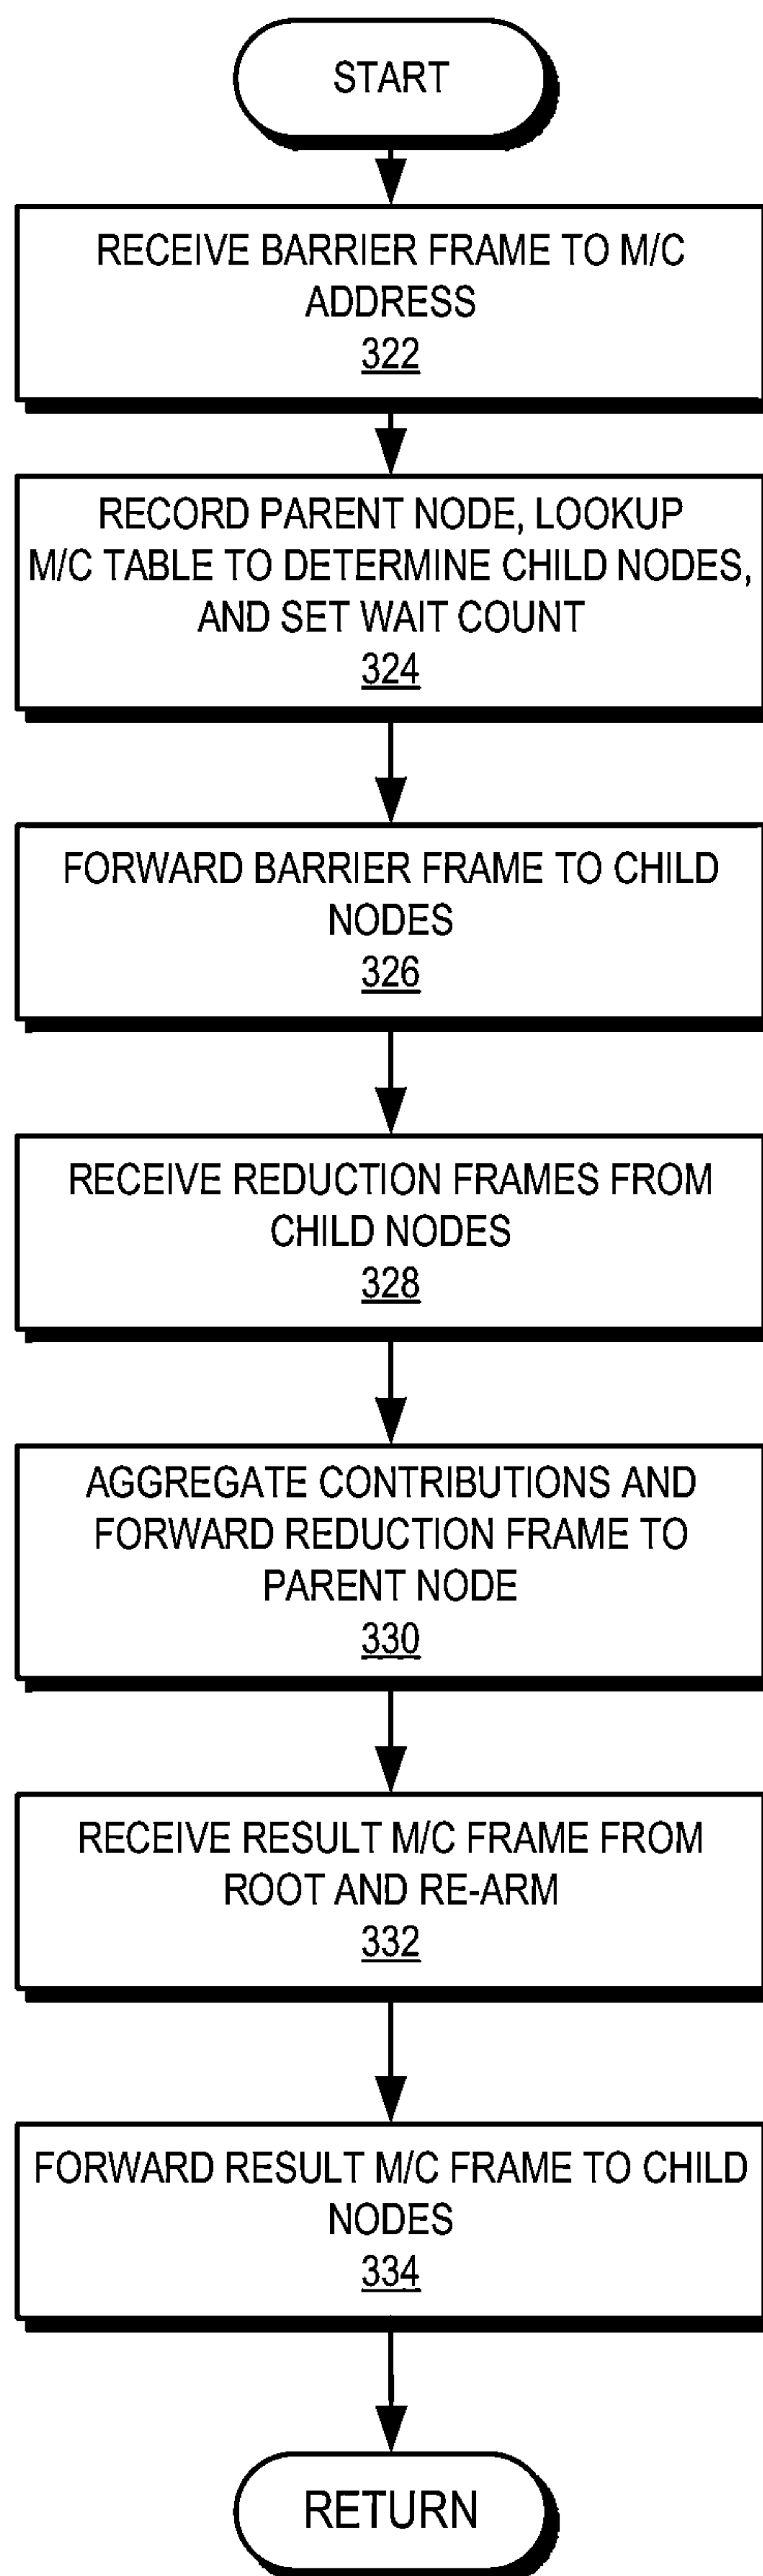 START
RECEIVE BARRIER FRAME TO M/C
ADDRESS
322
RECORD PARENT NODE, LOOKUP
M/C TABLE TO DETERMINE CHILD NODES,
AND SET WAIT COUNT
324
FORWARD BARRIER FRAME TO CHILD
NODES
326
RECEIVE REDUCTION FRAMES FROM
CHILD NODES
328
AGGREGATE CONTRIBUTIONS AND
FORWARD REDUCTION FRAME TO
PARENT NODE
330
RECEIVE RESULT M/C FRAME FROM
ROOT AND RE-ARM
332
FORWARD RESULT M/C FRAME TO CHILD
NODES
334
RETURN